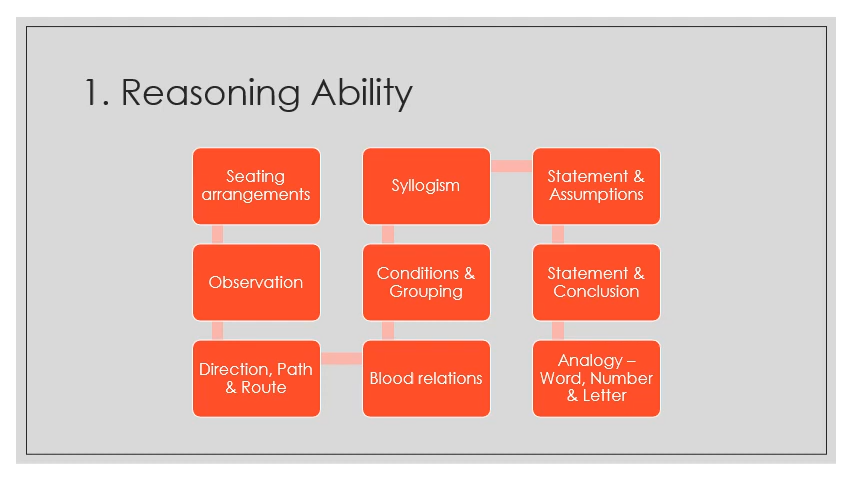 1. Reasoning Ability
Seating
arrangements
Observation
Direction, Path
& Route
Blood relations
Conditions &
Grouping
Syllogism
Statement &
Assumptions
Statement &
Conclusion
Analogy –
Word, Number
& Letter